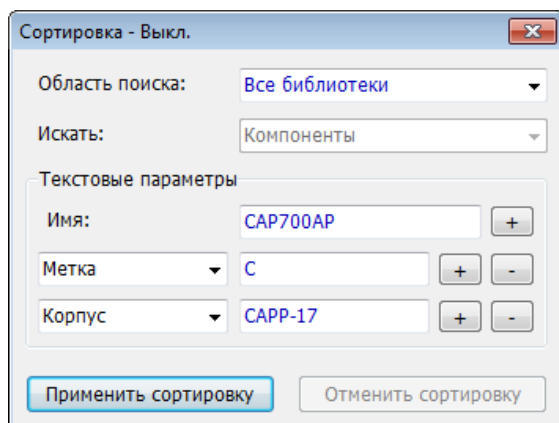 Сортировка - Выкл.
Область поиска: Все библиотеки
Искать: Компоненты
Текстовые параметры
Имя: CAP700AP +
Метка C + -
Корпус CAPP-17 + -
Применить сортировку Отменить сортировку